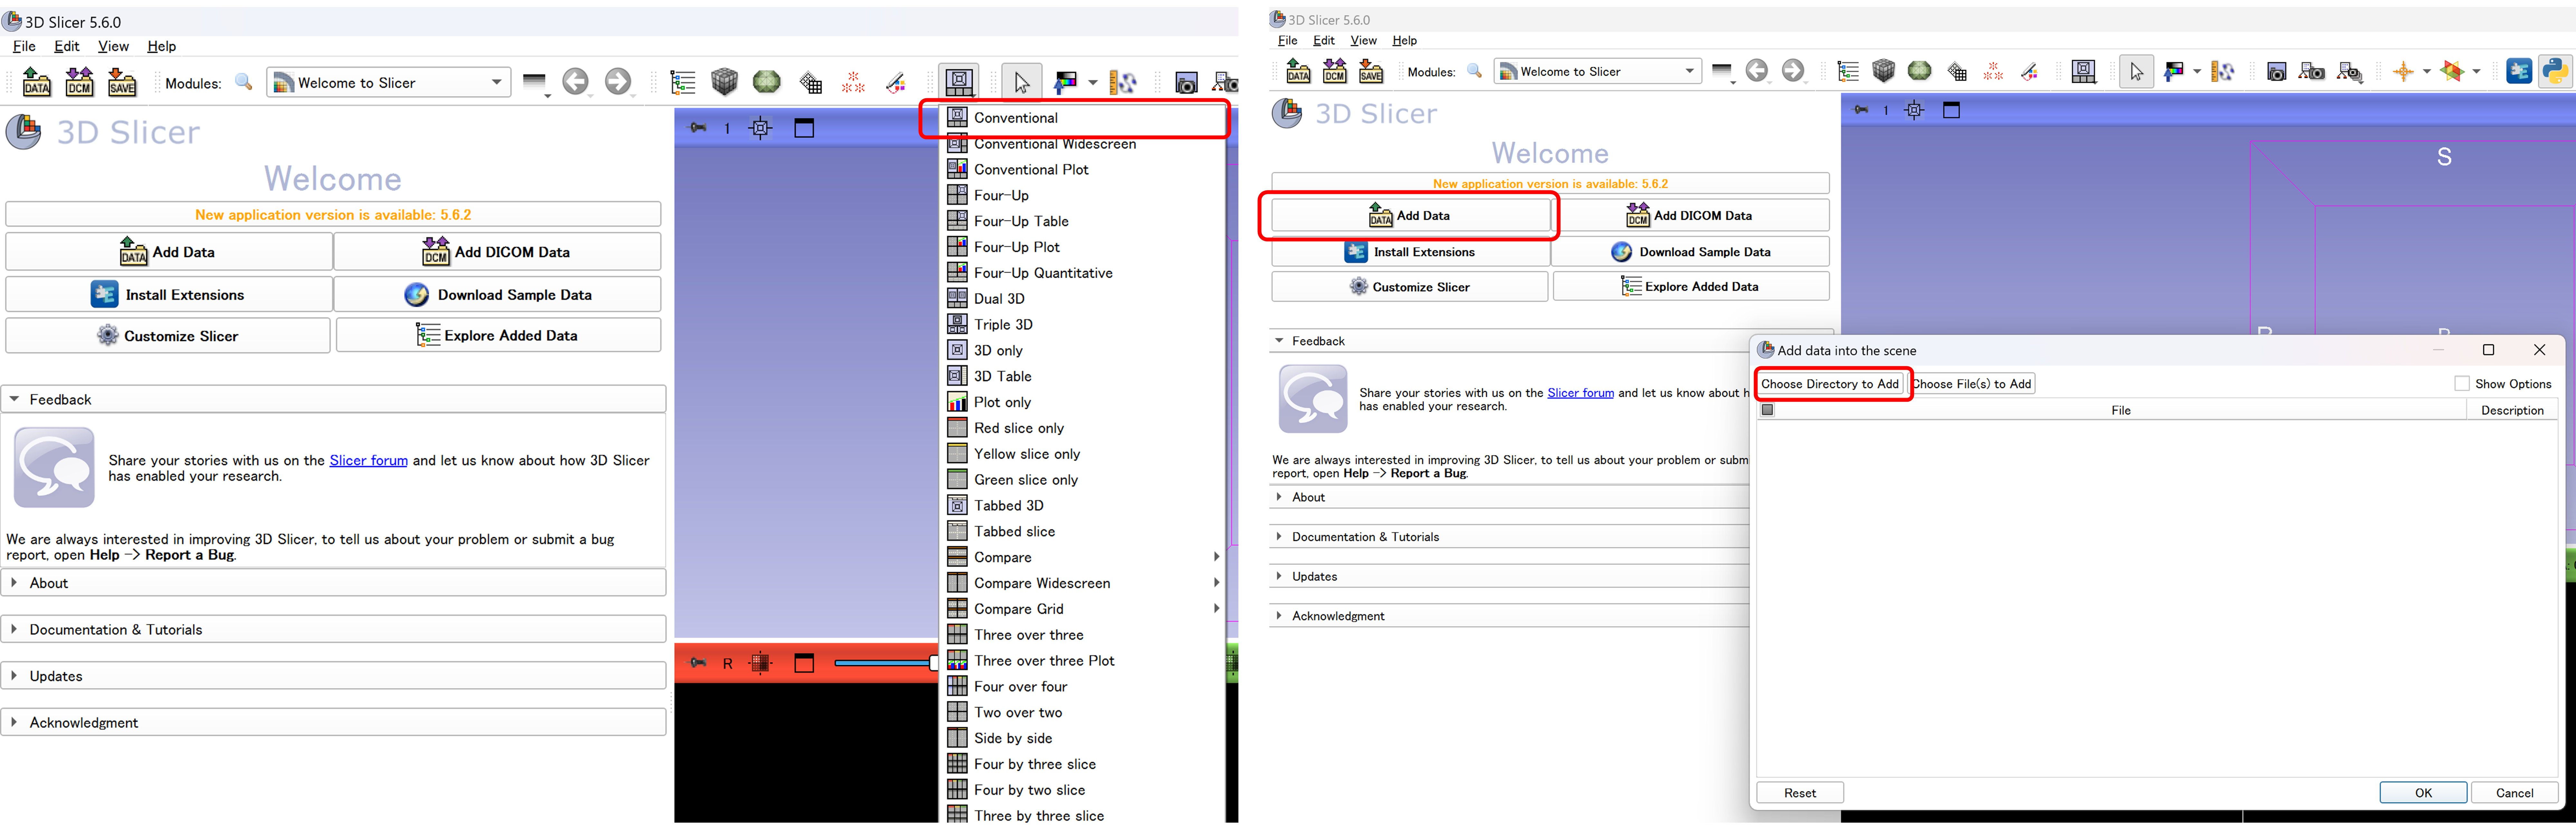 3D Slicer 5.6.0
File Edit View Help
DATA DCM SAVE Modules: Welcome to Slicer
3D Slicer
Welcome
New application version is available: 5.6.2
DATA Add Data
DCM Add DICOM Data
Install Extensions
Download Sample Data
Customize Slicer
Explore Added Data
Feedback
Share your stories with us on the Slicer forum and let us know about how 3D Slicer
has enabled your research.
We are always interested in improving 3D Slicer, to tell us about your problem or submit a bug
report, open Help -> Report a Bug.
About
Documentation & Tutorials
Updates
Acknowledgment
1
R
Conventional
Conventional Widescreen
Conventional Plot
Four-Up
Four-Up Table
Four-Up Plot
Four-Up Quantitative
Dual 3D
Triple 3D
3D only
3D Table
Plot only
Red slice only
Yellow slice only
Green slice only
Tabbed 3D
Tabbed slice
Compare
Compare Widescreen
Compare Grid
Three over three
Three over three Plot
Four over four
Two over two
Side by side
Four by three slice
Four by two slice
Three by three slice
3D Slicer 5.6.0
File Edit View Help
DATA DCM SAVE Modules: Welcome to Slicer
3D Slicer
Welcome
New application version is available: 5.6.2
DATA Add Data
DCM Add DICOM Data
Install Extensions
Download Sample Data
Customize Slicer
Explore Added Data
Feedback
Share your stories with us on the Slicer forum and let us know about h
has enabled your research.
We are always interested in improving 3D Slicer, to tell us about your problem or subm
report, open Help -> Report a Bug.
About
Documentation & Tutorials
Updates
Acknowledgment
1
S
Add data into the scene
Choose Directory to Add Choose File(s) to Add Show Options
File Description
Reset OK Cancel